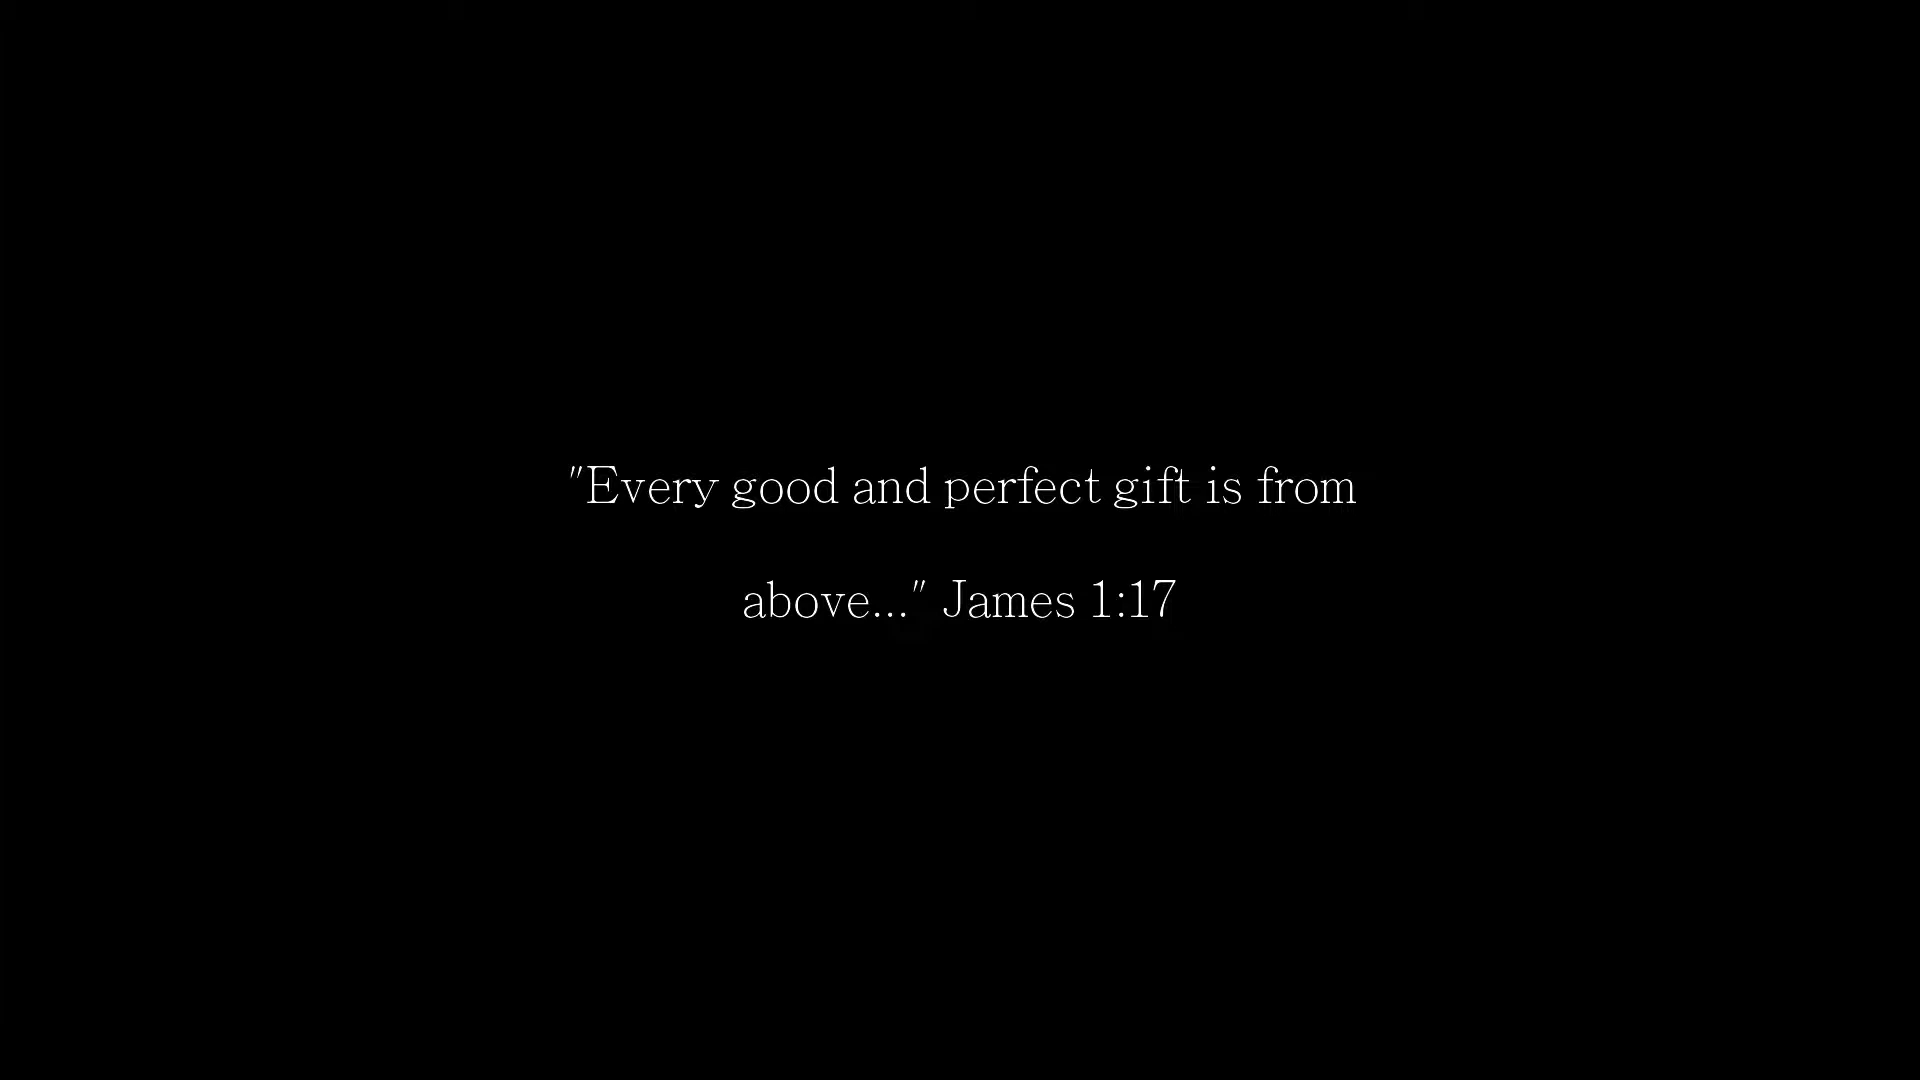 "Every good and perfect gift is from
above..." James 1:17